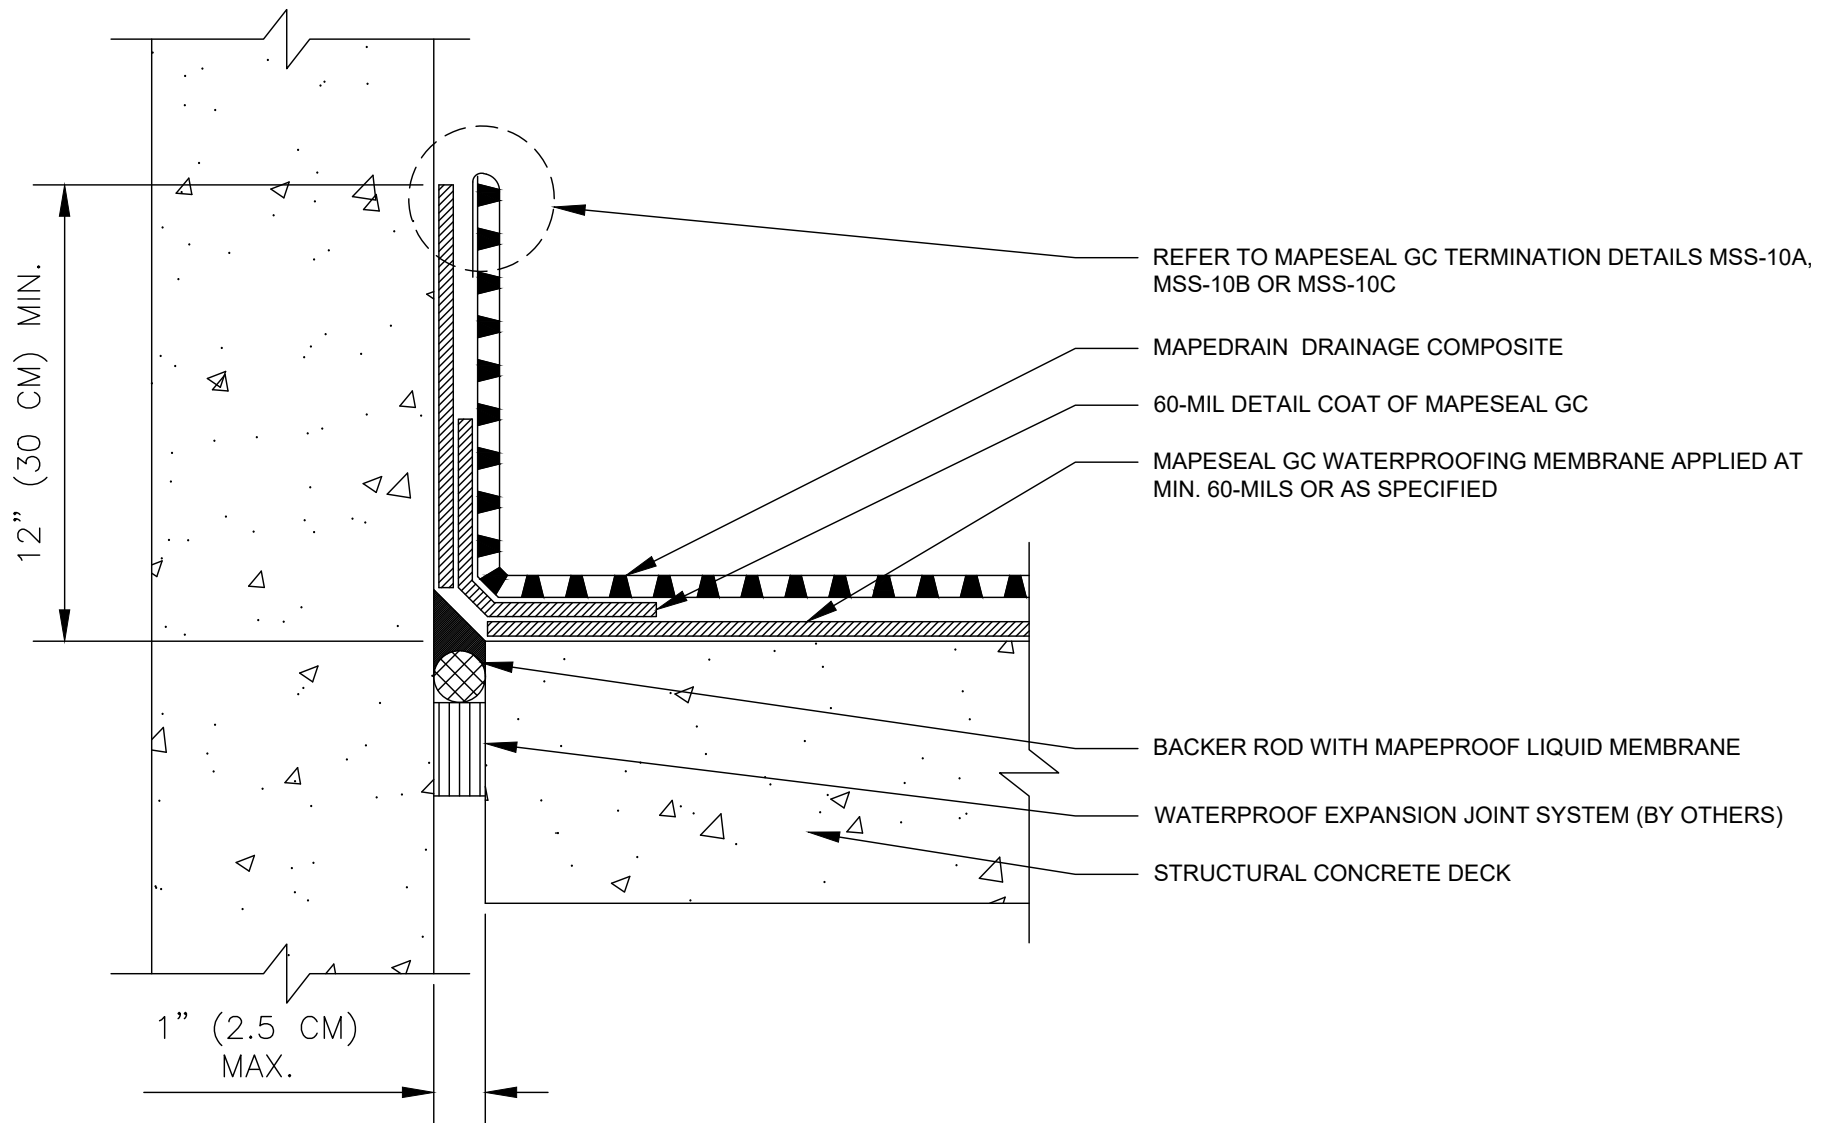 REFER TO MAPESEAL GC TERMINATION DETAILS MSS-10A,
MSS-10B OR MSS-10C
MAPEDRAIN  DRAINAGE COMPOSITE
60-MIL DETAIL COAT OF MAPESEAL GC
MAPESEAL GC WATERPROOFING MEMBRANE APPLIED AT
MIN. 60-MILS OR AS SPECIFIED
12” (30 CM) MIN.
BACKER ROD WITH MAPEPROOF LIQUID MEMBRANE
WATERPROOF EXPANSION JOINT SYSTEM (BY OTHERS)
STRUCTURAL CONCRETE DECK
1” (2.5 CM)
MAX.